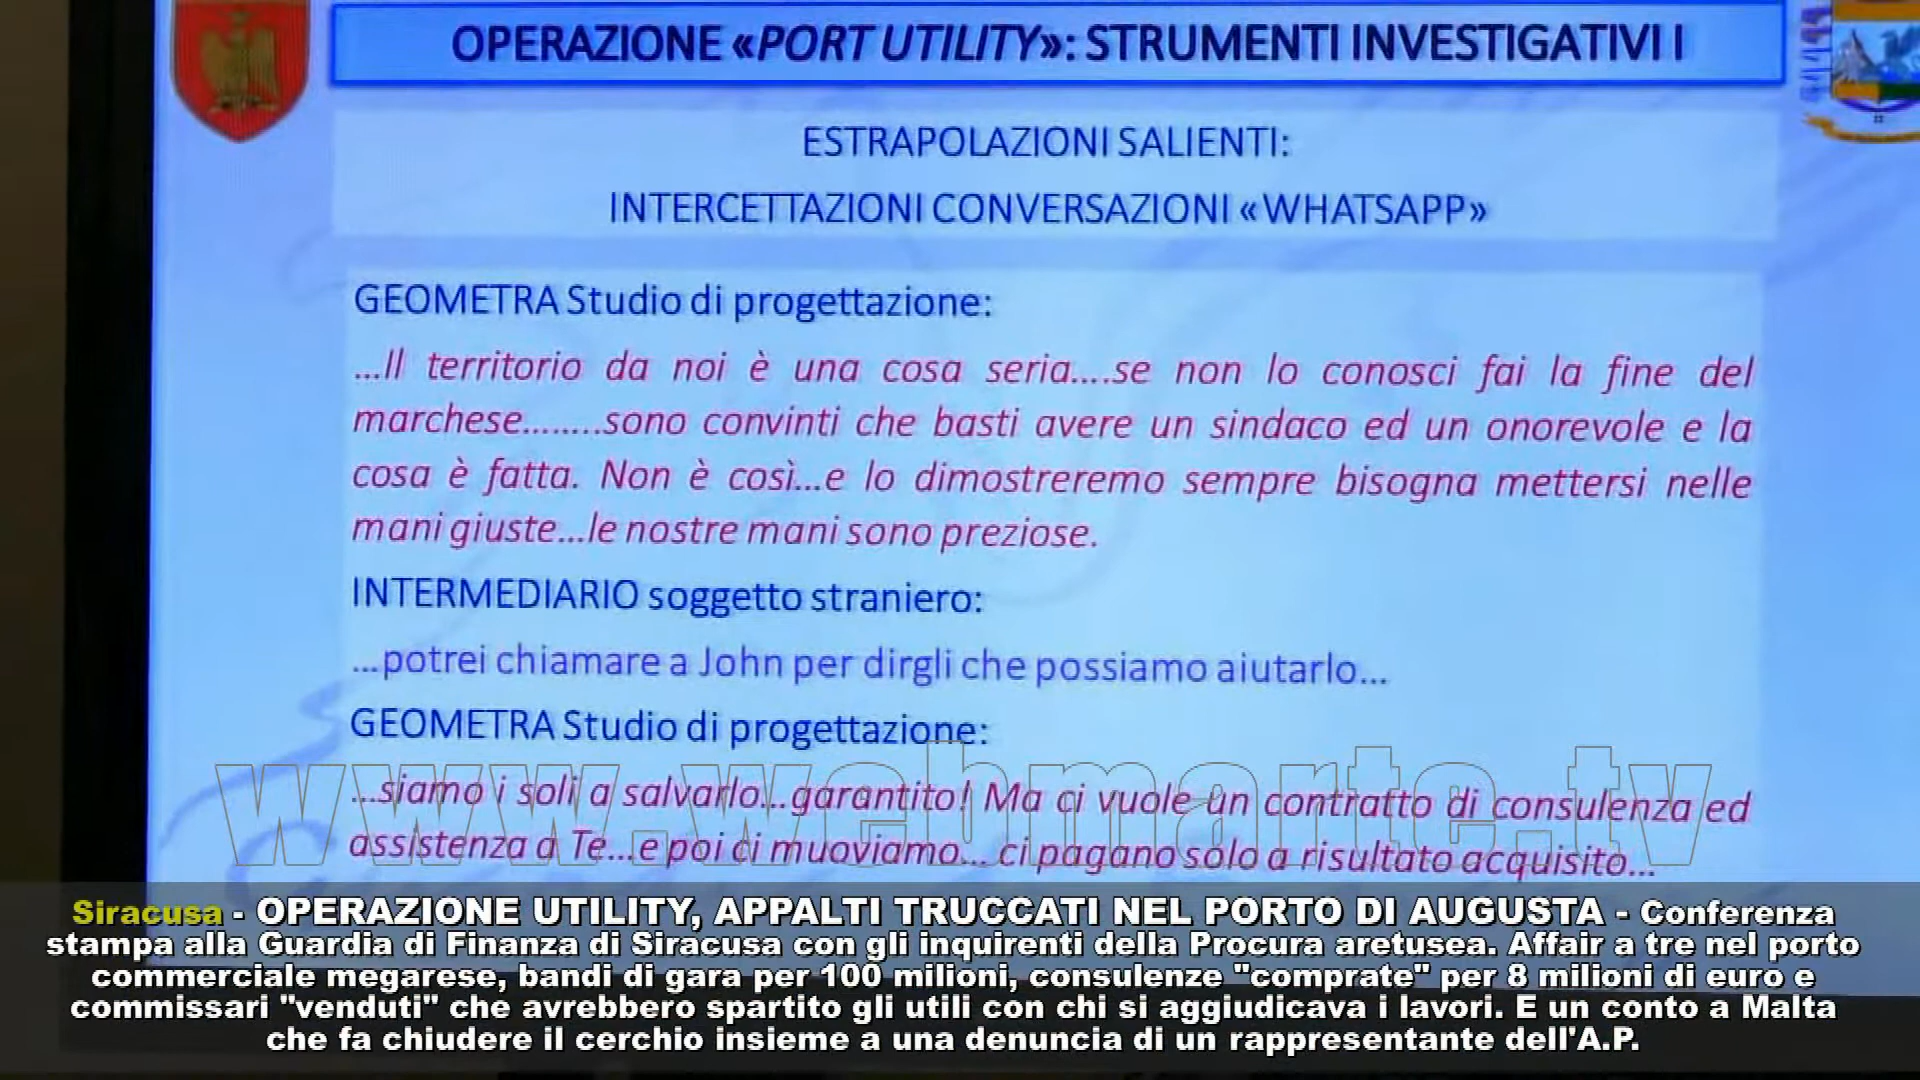 OPERAZIONE «PORT UTILITY»: STRUMENTI INVESTIGATIVI I
ESTRAPOLAZIONI SALIENTI:
INTERCETTAZIONI CONVERSAZIONI «WHATSAPP»
GEOMETRA Studio di progettazione:
...Il territorio da noi è una cosa seria....se non lo conosci fai la fine del
marchese........sono convinti che basti avere un sindaco ed un onorevole e la
cosa è fatta. Non è così...e lo dimostreremo sempre bisogna mettersi nelle
mani giuste...le nostre mani sono preziose.
INTERMEDIARIO soggetto straniero:
...potrei chiamare a John per dirgli che possiamo aiutarlo...
GEOMETRA Studio di progettazione:
...siamo i soli a salvarlo...garantito! Ma ci vuole un contratto di consulenza ed
assistenza a Te...e poi ci muoviamo... ci pagano solo a risultato acquisito...
www.webmarte.tv
Siracusa - OPERAZIONE UTILITY, APPALTI TRUCCATI NEL PORTO DI AUGUSTA - Conferenza
stampa alla Guardia di Finanza di Siracusa con gli inquirenti della Procura aretusea. Affair a tre nel porto
commerciale megarese, bandi di gara per 100 milioni, consulenze "comprate" per 8 milioni di euro e
commissari "venduti" che avrebbero spartito gli utili con chi si aggiudicava i lavori. E un conto a Malta
che fa chiudere il cerchio insieme a una denuncia di un rappresentante dell'A.P.